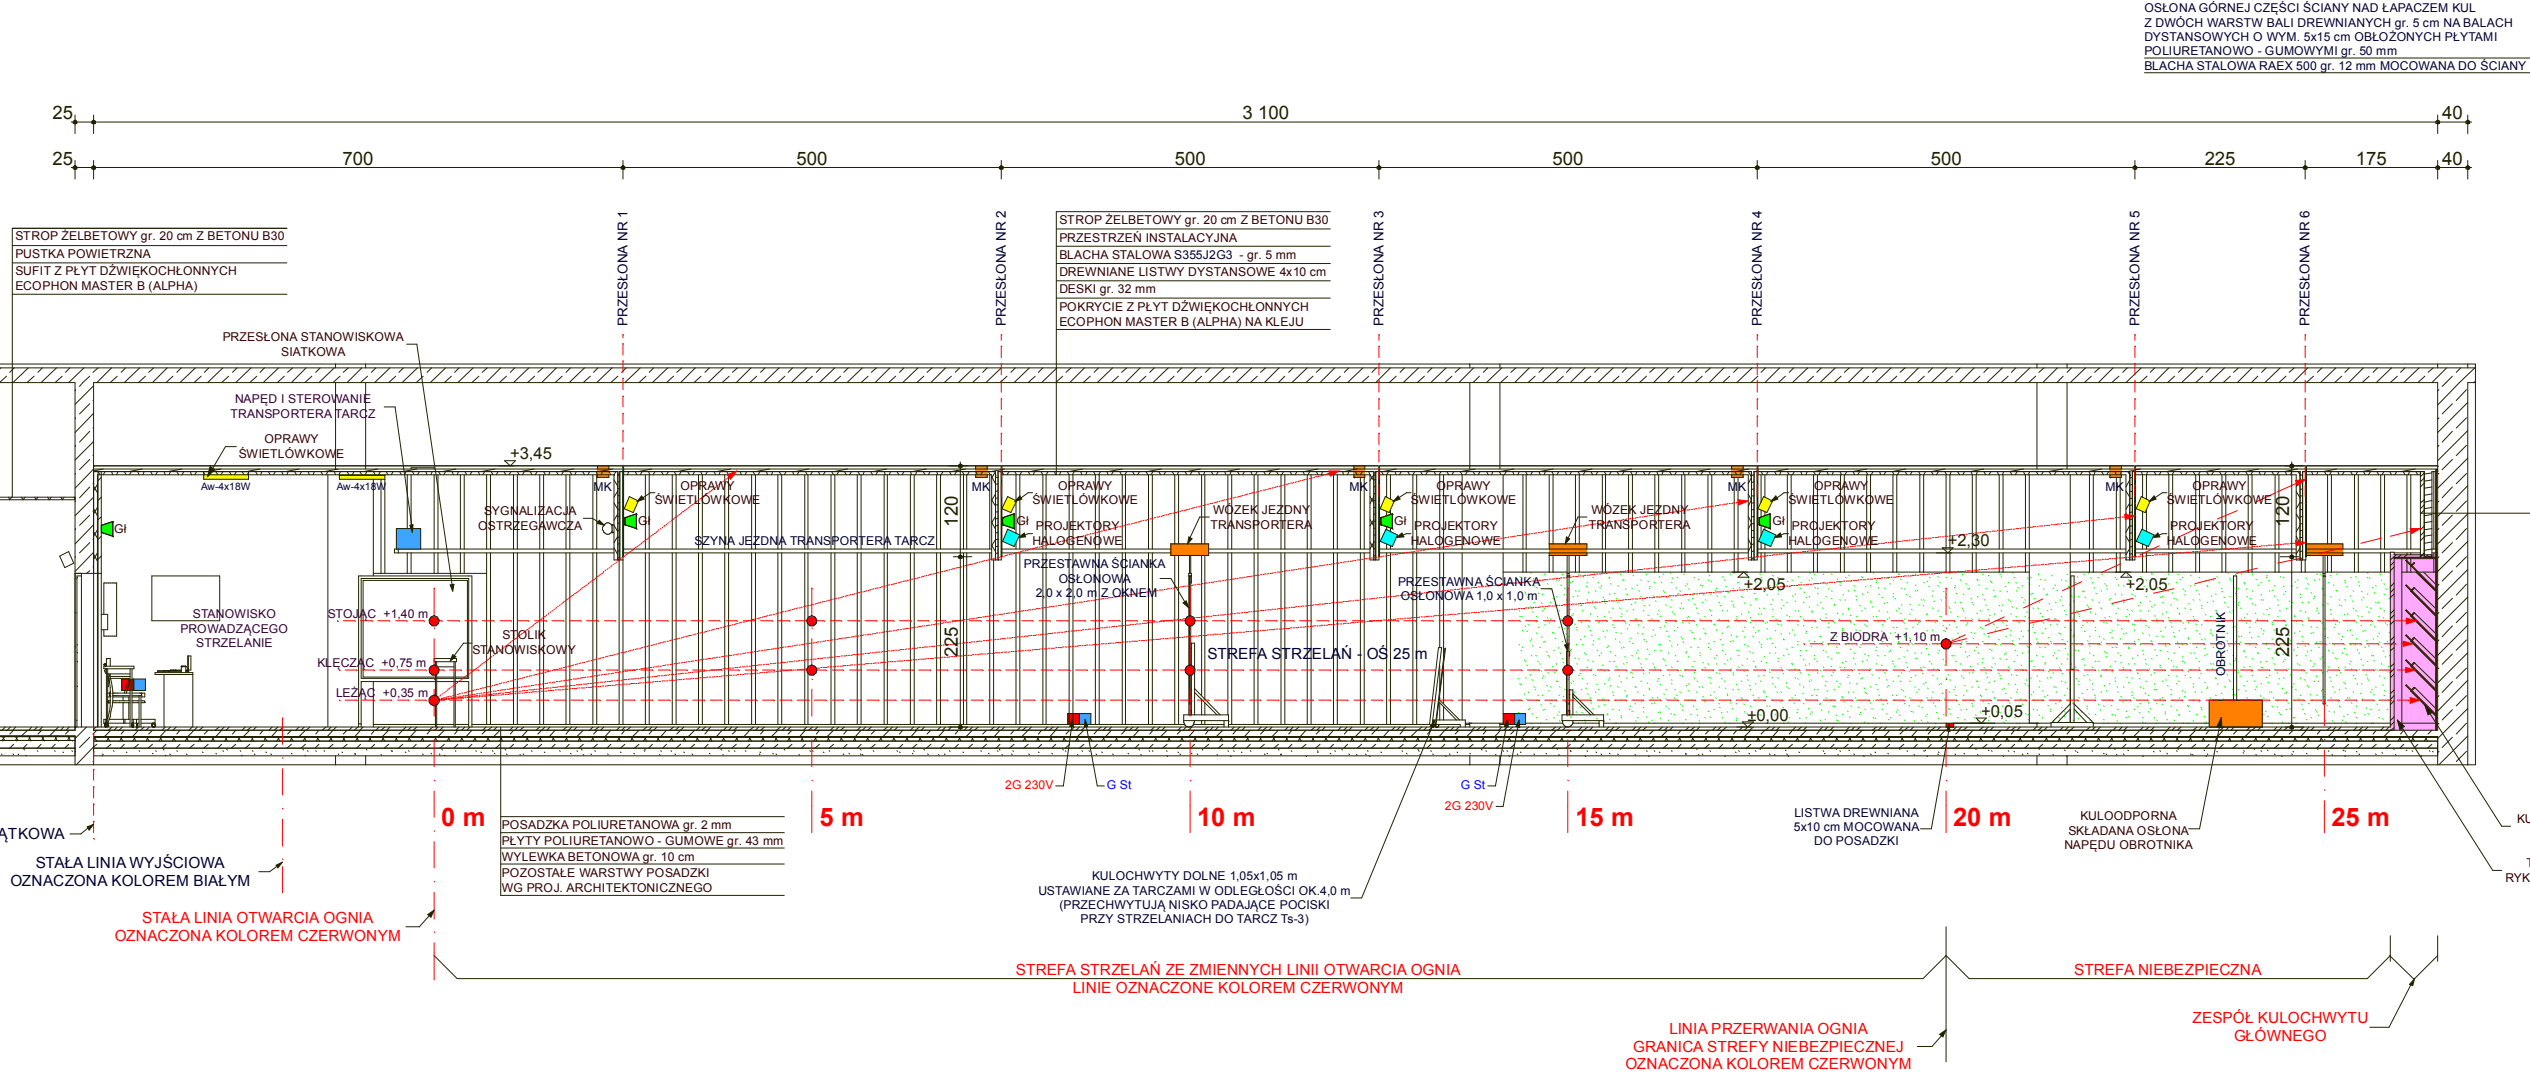 OSŁONA GÓRNEJ CZĘŚCI ŚCIANY NAD ŁAPACZEM KUL
Z DWÓCH WARSTW BALI DREWNIANYCH gr. 5 cm NA BALACH
DYSTANSOWYCH O WYM. 5x15 cm OBŁOŻONYCH PŁYTAMI
POLIURETANOWO - GUMOWYMI gr. 50 mm
BLACHA STALOWA RAEX 500 gr. 12 mm MOCOWANA DO ŚCIANY
25 3 100 40
25 700 500 500 500 500 225 175 40
PRZESŁONA NR 1
PRZESŁONA NR 2
PRZESŁONA NR 3
PRZESŁONA NR 4
PRZESŁONA NR 5
PRZESŁONA NR 6
STROP ŻELBETOWY gr. 20 cm Z BETONU B30
PUSTKA POWIETRZNA
SUFIT Z PŁYT DŹWIĘKOCHŁONNYCH
ECOPHON MASTER B (ALPHA)
STROP ŻELBETOWY gr. 20 cm Z BETONU B30
PRZESTRZEŃ INSTALACYJNA
BLACHA STALOWA S355J2G3 - gr. 5 mm
DREWNIANE LISTWY DYSTANSOWE 4x10 cm
DESKI gr. 32 mm
POKRYCIE Z PŁYT DŹWIĘKOCHŁONNYCH
ECOPHON MASTER B (ALPHA) NA KLEJU
PRZESŁONA STANOWISKOWA
SIATKOWA
NAPĘD I STEROWANIE
TRANSPORTERA TARCZ
OPRAWY
ŚWIETLÓWKOWE
+3,45
Aw-4x18W
Aw-4x18W
MK
MK
MK
MK
MK
Gł
SYGNALIZACJA
OSTRZEGAWCZA
OPRAWY
ŚWIETLÓWKOWE
Gł
SZYNA JEZDNA TRANSPORTERA TARCZ
120
225
OPRAWY
ŚWIETLÓWKOWE
Gł
PROJEKTORY
HALOGENOWE
WÓZEK JEZDNY
TRANSPORTERA
OPRAWY
ŚWIETLÓWKOWE
Gł
PROJEKTORY
HALOGENOWE
WÓZEK JEZDNY
TRANSPORTERA
OPRAWY
ŚWIETLÓWKOWE
PROJEKTORY
HALOGENOWE
+2,30
OPRAWY
ŚWIETLÓWKOWE
PROJEKTORY
HALOGENOWE
120
225
PRZESTAWNA ŚCIANKA
OSŁONOWA
2,0 x 2,0 m Z OKNEM
PRZESTAWNA ŚCIANKA
OSŁONOWA 1,0 x 1,0 m
+2,05
+2,05
STANOWISKO
PROWADZĄCEGO
STRZELANIE
STOJĄC +1,40 m
KLĘCZĄC +0,75 m
LEŻĄC +0,35 m
STOLIK
STANOWISKOWY
STREFA STRZELAŃ - OŚ 25 m
Z BIODRA +1,10 m
OBROTNIK
+0,00
+0,05
2G 230V
G St
G St
2G 230V
0 m
5 m
10 m
15 m
20 m
25 m
ĄTKOWA
STAŁA LINIA WYJŚCIOWA
OZNACZONA KOLOREM BIAŁYM
STAŁA LINIA OTWARCIA OGNIA
OZNACZONA KOLOREM CZERWONYM
POSADZKA POLIURETANOWA gr. 2 mm
PŁYTY POLIURETANOWO - GUMOWE gr. 43 mm
WYLEWKA BETONOWA gr. 10 cm
POZOSTAŁE WARSTWY POSADZKI
WG PROJ. ARCHITEKTONICZNEGO
KULOCHWYTY DOLNE 1,05x1,05 m
USTAWIANE ZA TARCZAMI W ODLEGŁOŚCI OK.4,0 m
(PRZECHWYTUJĄ NISKO PADAJĄCE POCISKI
PRZY STRZELANIACH DO TARCZ Ts-3)
LISTWA DREWNIANA
5x10 cm MOCOWANA
DO POSADZKI
KULOODPORNA
SKŁADANA OSŁONA
NAPĘDU OBROTNIKA
KU
T
RYK
STREFA STRZELAŃ ZE ZMIENNYCH LINII OTWARCIA OGNIA
LINIE OZNACZONE KOLOREM CZERWONYM
STREFA NIEBEZPIECZNA
LINIA PRZERWANIA OGNIA
GRANICA STREFY NIEBEZPIECZNEJ
OZNACZONA KOLOREM CZERWONYM
ZESPÓŁ KULOCHWYTU
GŁÓWNEGO